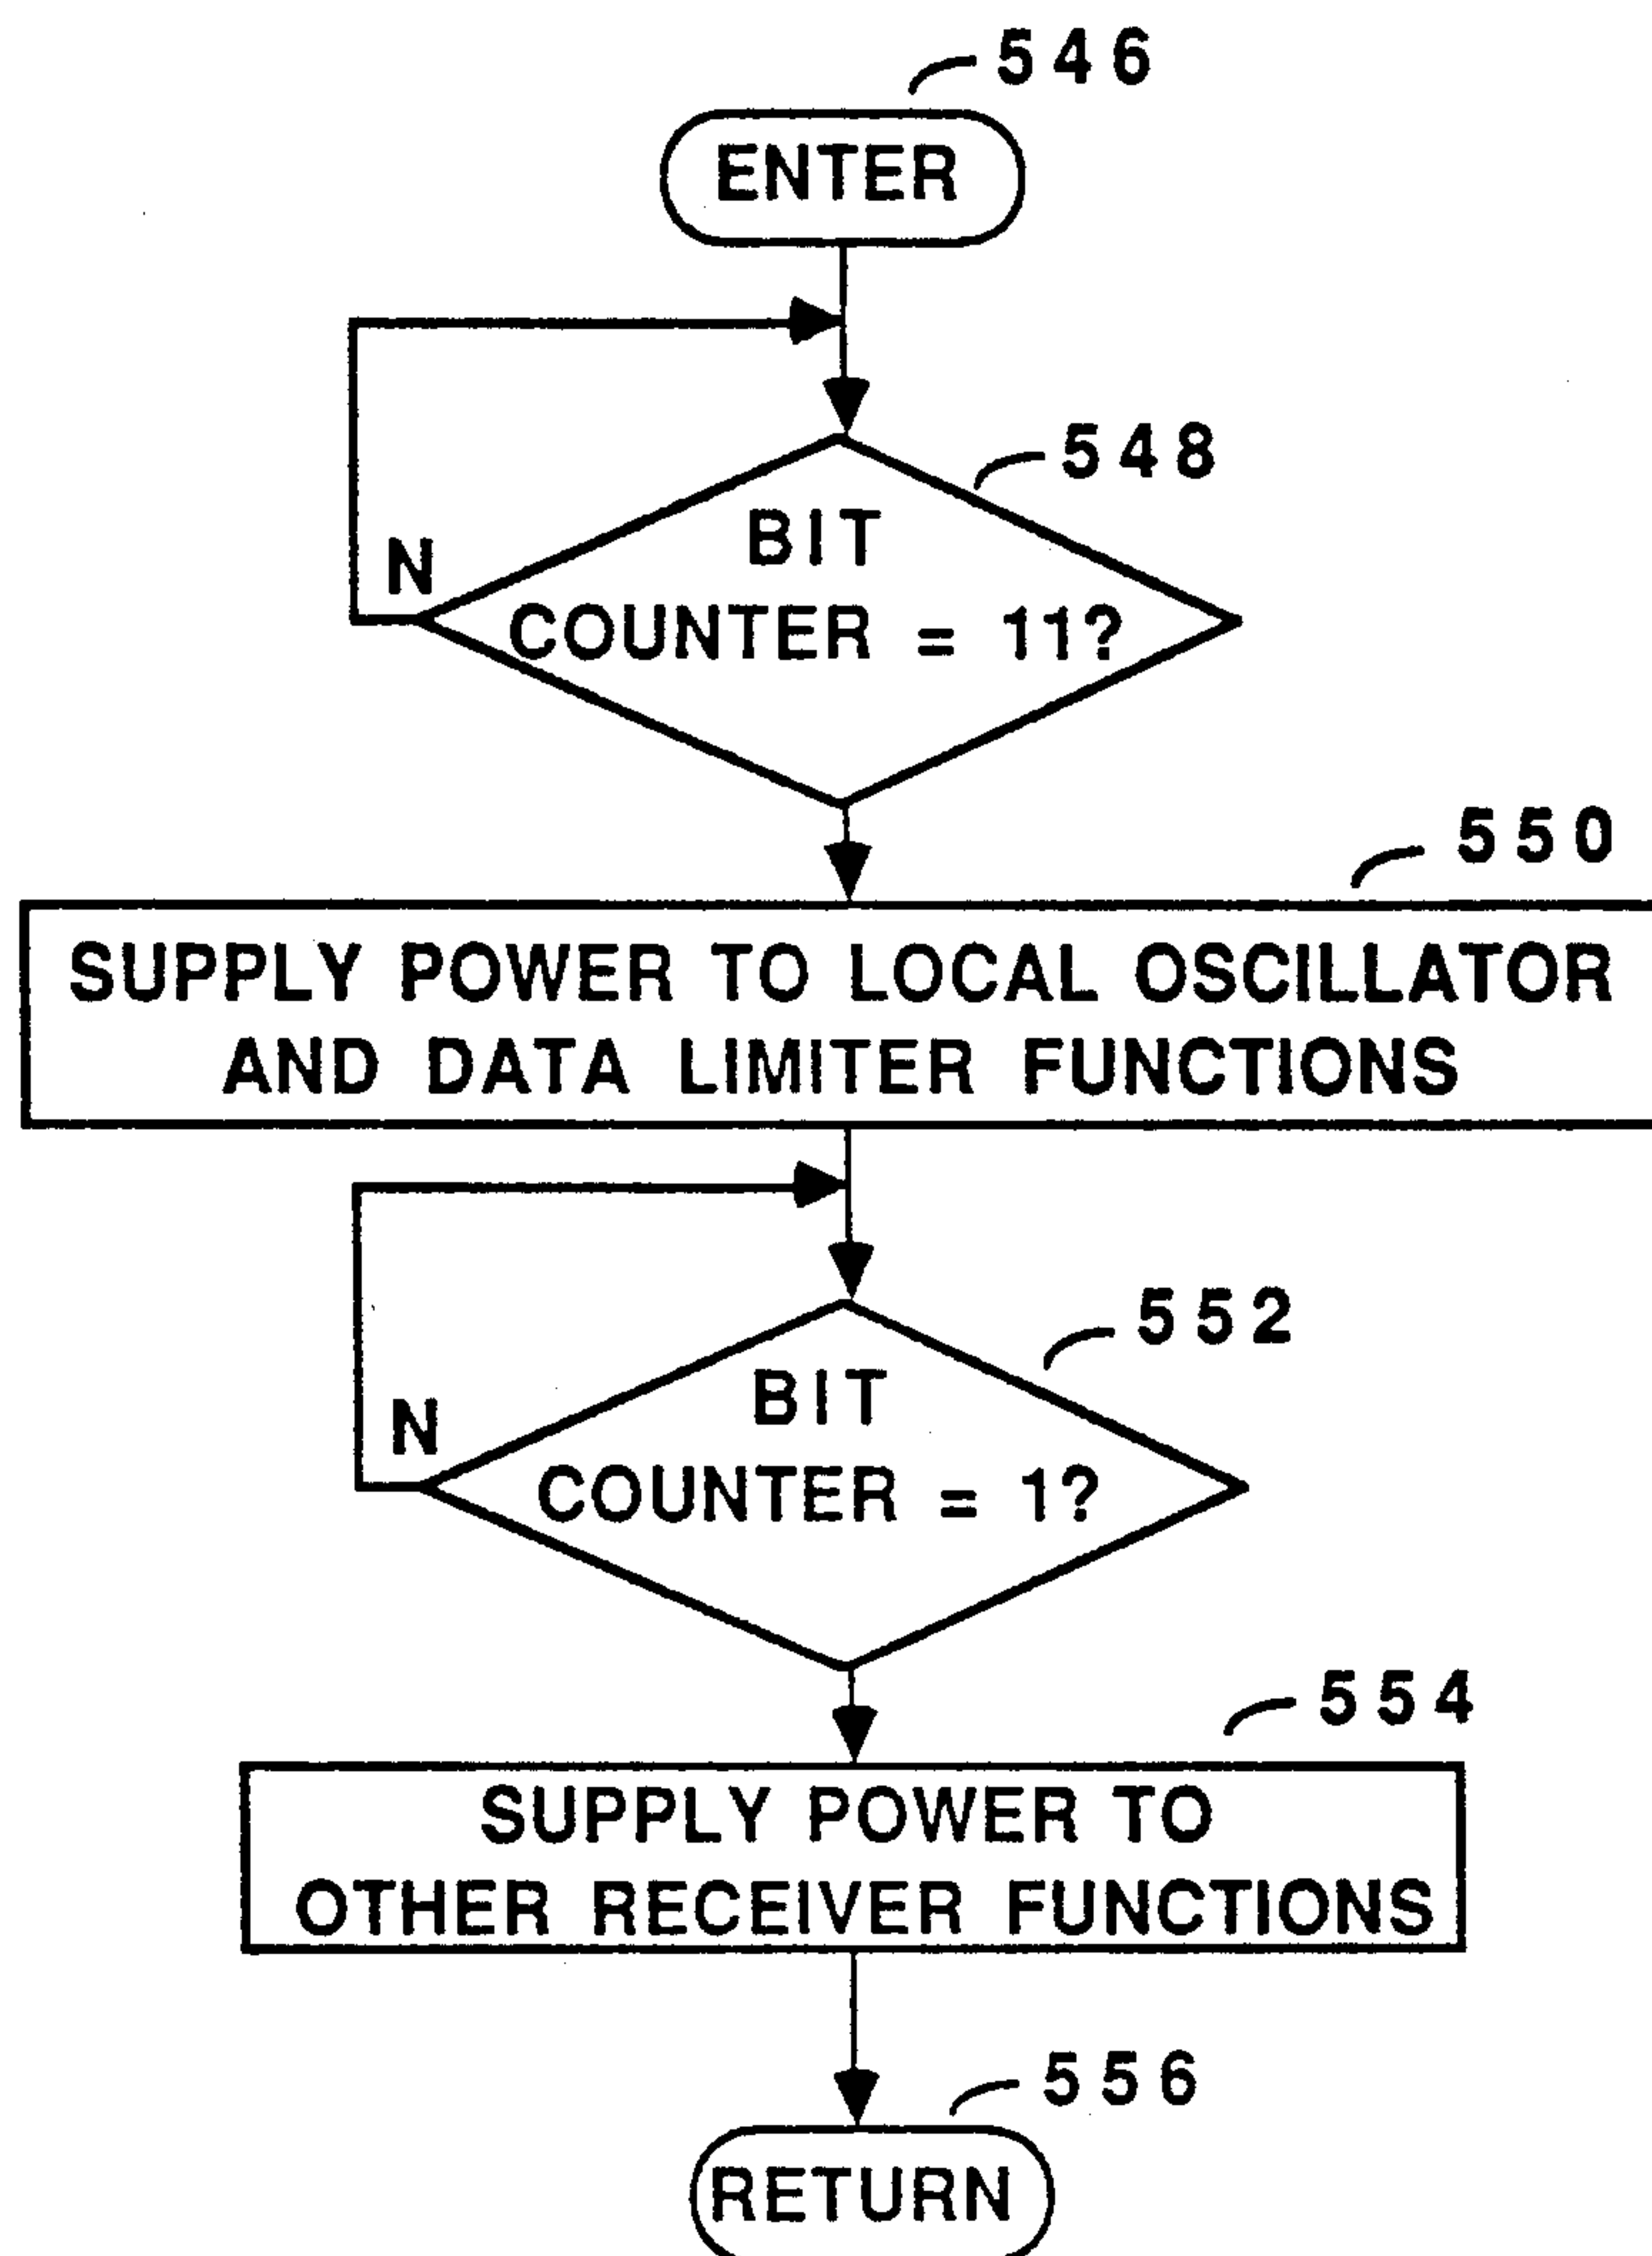 546
ENTER
548
N
BIT
COUNTER = 11?
550
SUPPLY POWER TO LOCAL OSCILLATOR
AND DATA LIMITER FUNCTIONS
552
N
BIT
COUNTER = 1?
554
SUPPLY POWER TO
OTHER RECEIVER FUNCTIONS
556
RETURN